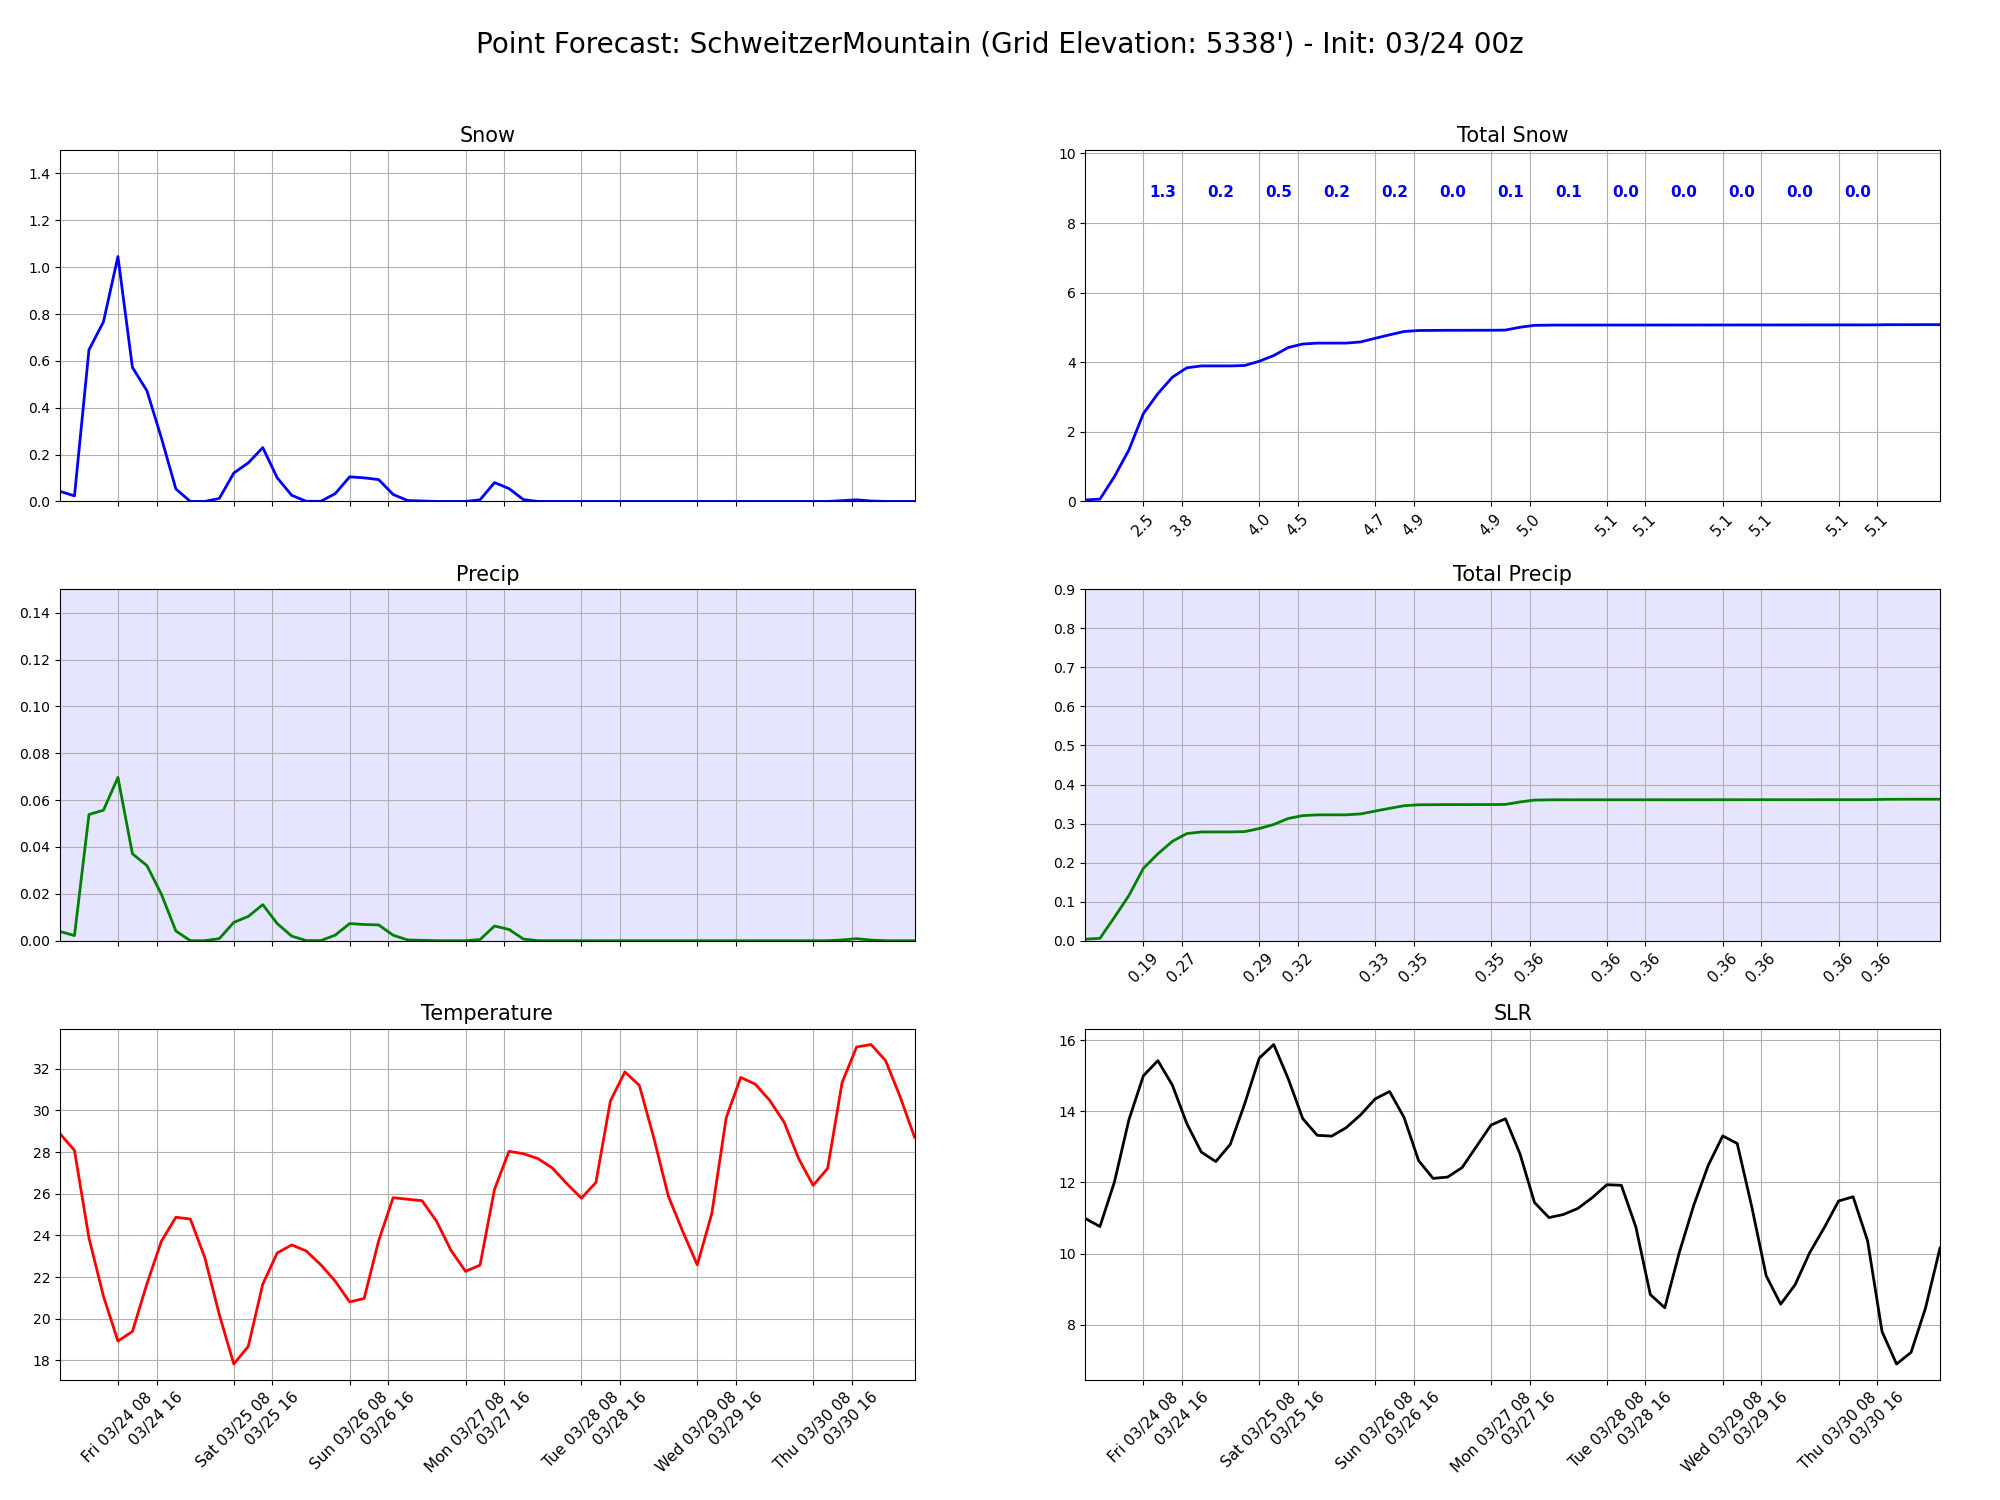 Point Forecast: SchweitzerMountain (Grid Elevation: 5338') - Init: 03/24 00z
Snow
1.4
1.2
1.0
0.8
0.6
0.4
0.2
0.0
Total Snow
10
8
6
4
2
0
1.3 0.2 0.5 0.2 0.2 0.0 0.1 0.1 0.0 0.0 0.0 0.0 0.0
2.5 3.8 4.0 4.5 4.7 4.9 4.9 5.0 5.1 5.1 5.1 5.1 5.1 5.1
Precip
0.14
0.12
0.10
0.08
0.06
0.04
0.02
0.00
Total Precip
0.9
0.8
0.7
0.6
0.5
0.4
0.3
0.2
0.1
0.0
0.19 0.27 0.29 0.32 0.33 0.35 0.35 0.36 0.36 0.36 0.36 0.36 0.36 0.36
Temperature
32
30
28
26
24
22
20
18
Fri 03/24 08
03/24 16
Sat 03/25 08
03/25 16
Sun 03/26 08
03/26 16
Mon 03/27 08
03/27 16
Tue 03/28 08
03/28 16
Wed 03/29 08
03/29 16
Thu 03/30 08
03/30 16
SLR
16
14
12
10
8
Fri 03/24 08
03/24 16
Sat 03/25 08
03/25 16
Sun 03/26 08
03/26 16
Mon 03/27 08
03/27 16
Tue 03/28 08
03/28 16
Wed 03/29 08
03/29 16
Thu 03/30 08
03/30 16